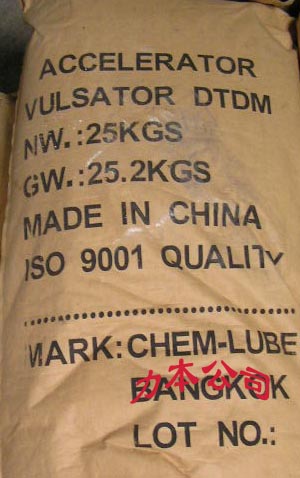 ACCELERATOR
VULSATOR DTDM
NW.:25KGS
GW.:25.2KGS
MADE IN CHINA
ISO 9001 QUALITY
MARK:CHEM-LUBE
BANGKOK
力本公司
LOT NO.: